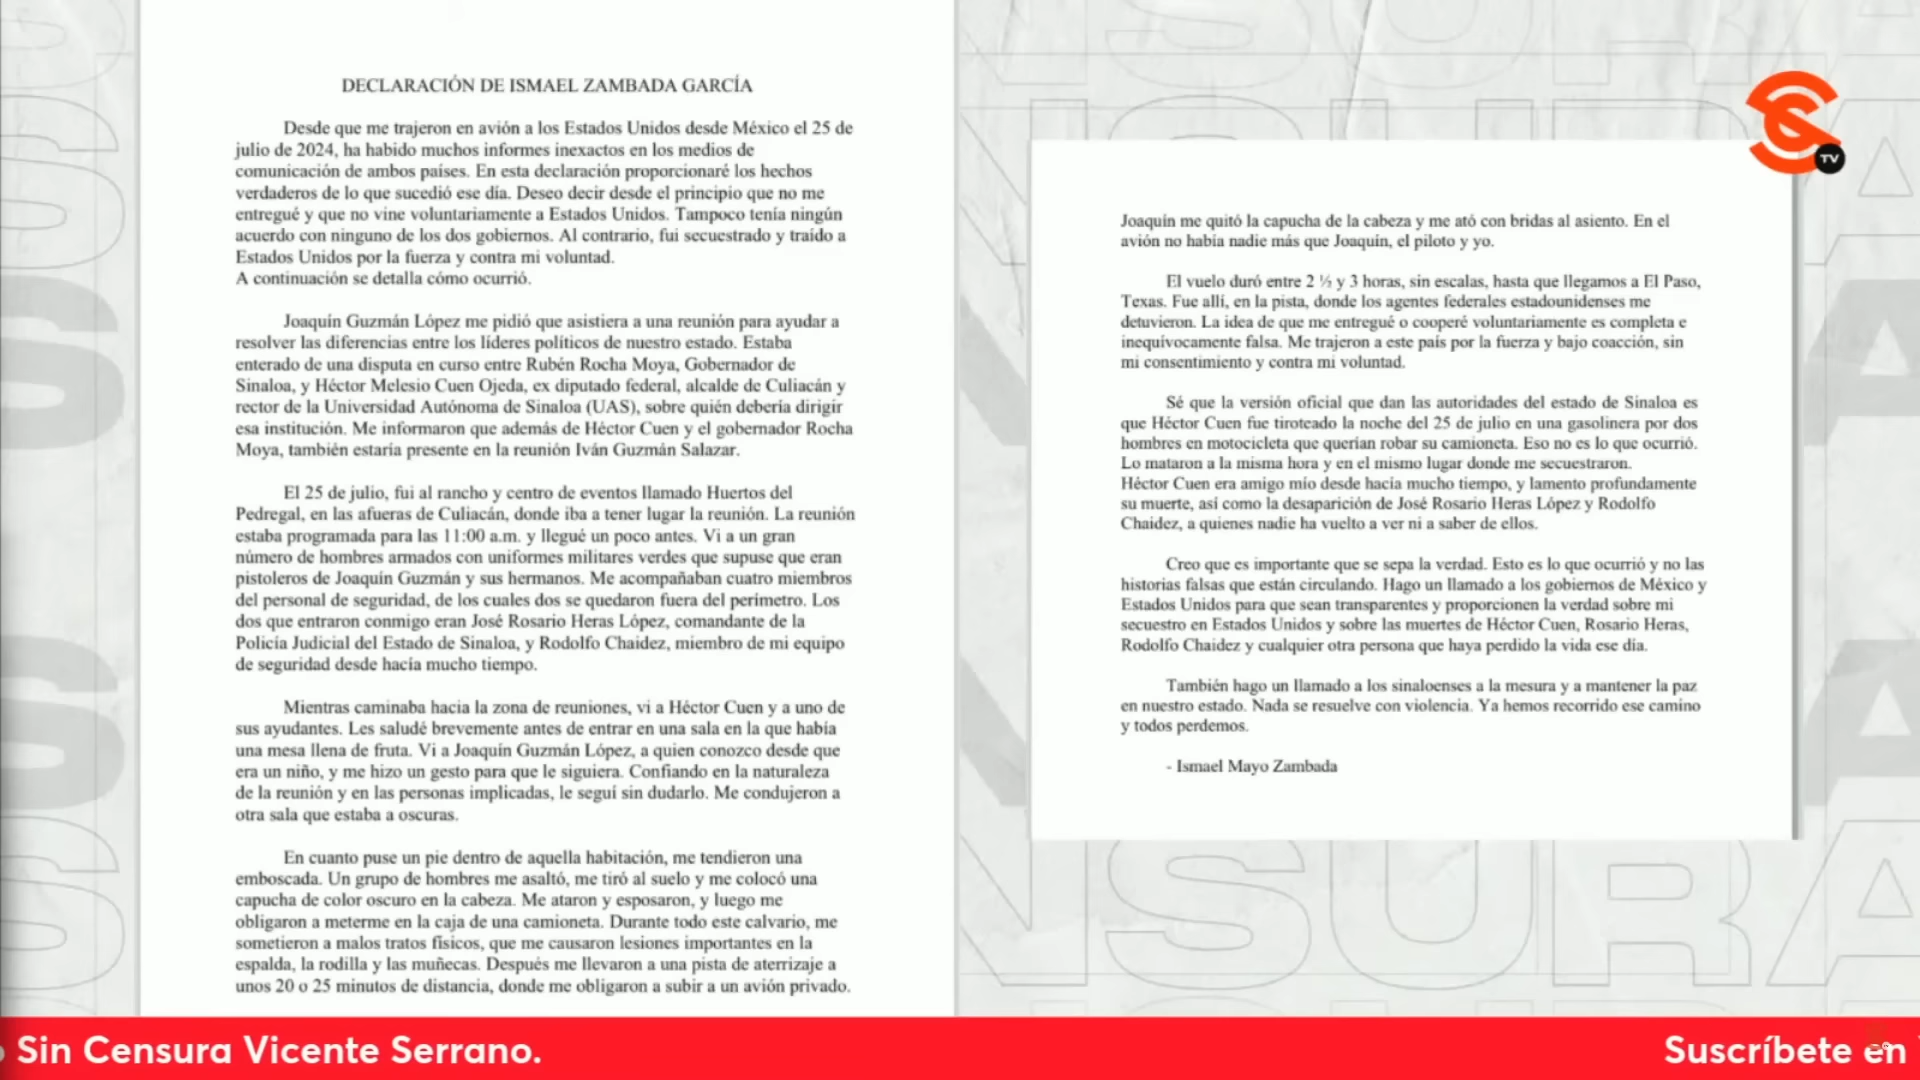 DECLARACIÓN DE ISMAEL ZAMBADA GARCÍA
Desde que me trajeron en avión a los Estados Unidos desde México el 25 de
julio de 2024, ha habido muchos informes inexactos en los medios de
comunicación de ambos países. En esta declaración proporcionaré los hechos
verdaderos de lo que sucedió ese día. Deseo decir desde el principio que no me
entregué y que no vine voluntariamente a Estados Unidos. Tampoco tenía ningún
acuerdo con ninguno de los dos gobiernos. Al contrario, fui secuestrado y traído a
Estados Unidos por la fuerza y contra mi voluntad.
A continuación se detalla cómo ocurrió.
Joaquín Guzmán López me pidió que asistiera a una reunión para ayudar a
resolver las diferencias entre los líderes políticos de nuestro estado. Estaba
enterado de una disputa en curso entre Rubén Rocha Moya, Gobernador de
Sinaloa, y Héctor Melesio Cuen Ojeda, ex diputado federal, alcalde de Culiacán y
rector de la Universidad Autónoma de Sinaloa (UAS), sobre quién debería dirigir
esa institución. Me informaron que además de Héctor Cuen y el gobernador Rocha
Moya, también estaría presente en la reunión Iván Guzmán Salazar.
El 25 de julio, fui al rancho y centro de eventos llamado Huertos del
Pedregal, en las afueras de Culiacán, donde iba a tener lugar la reunión. La reunión
estaba programada para las 11:00 a.m. y llegué un poco antes. Vi a un gran
número de hombres armados con uniformes militares verdes que supuse que eran
pistoleros de Joaquín Guzmán y sus hermanos. Me acompañaban cuatro miembros
del personal de seguridad, de los cuales dos se quedaron fuera del perímetro. Los
dos que entraron conmigo eran José Rosario Heras López, comandante de la
Policía Judicial del Estado de Sinaloa, y Rodolfo Chaidez, miembro de mi equipo
de seguridad desde hacía mucho tiempo.
Mientras caminaba hacia la zona de reuniones, vi a Héctor Cuen y a uno de
sus ayudantes. Les saludé brevemente antes de entrar en una sala en la que había
una mesa llena de fruta. Vi a Joaquín Guzmán López, a quien conozco desde que
era un niño, y me hizo un gesto para que le siguiera. Confiando en la naturaleza
de la reunión y en las personas implicadas, le seguí sin dudarlo. Me condujeron a
otra sala que estaba a oscuras.
En cuanto puse un pie dentro de aquella habitación, me tendieron una
emboscada. Un grupo de hombres me asaltó, me tiró al suelo y me colocó una
capucha de color oscuro en la cabeza. Me ataron y esposaron, y luego me
obligaron a meterme en la caja de una camioneta. Durante todo este calvario, me
sometieron a malos tratos físicos, que me causaron lesiones importantes en la
espalda, la rodilla y las muñecas. Después me llevaron a una pista de aterrizaje a
unos 20 o 25 minutos de distancia, donde me obligaron a subir a un avión privado.
Joaquín me quitó la capucha de la cabeza y me ató con bridas al asiento. En el
avión no había nadie más que Joaquín, el piloto y yo.
El vuelo duró entre 2 ½ y 3 horas, sin escalas, hasta que llegamos a El Paso,
Texas. Fue allí, en la pista, donde los agentes federales estadounidenses me
detuvieron. La idea de que me entregué o cooperé voluntariamente es completa e
inequívocamente falsa. Me trajeron a este país por la fuerza y bajo coacción, sin
mi consentimiento y contra mi voluntad.
Sé que la versión oficial que dan las autoridades del estado de Sinaloa es
que Héctor Cuen fue tiroteado la noche del 25 de julio en una gasolinera por dos
hombres en motocicleta que querían robar su camioneta. Eso no es lo que ocurrió.
Lo mataron a la misma hora y en el mismo lugar donde me secuestraron.
Héctor Cuen era amigo mío desde hacía mucho tiempo, y lamento profundamente
su muerte, así como la desaparición de José Rosario Heras López y Rodolfo
Chaidez, a quienes nadie ha vuelto a ver ni a saber de ellos.
Creo que es importante que se sepa la verdad. Esto es lo que ocurrió y no las
historias falsas que están circulando. Hago un llamado a los gobiernos de México y
Estados Unidos para que sean transparentes y proporcionen la verdad sobre mi
secuestro en Estados Unidos y sobre las muertes de Héctor Cuen, Rosario Heras,
Rodolfo Chaidez y cualquier otra persona que haya perdido la vida ese día.
También hago un llamado a los sinaloenses a la mesura y a mantener la paz
en nuestro estado. Nada se resuelve con violencia. Ya hemos recorrido ese camino
y todos perdemos.
- Ismael Mayo Zambada
TV
Sin Censura Vicente Serrano.
Suscríbete en